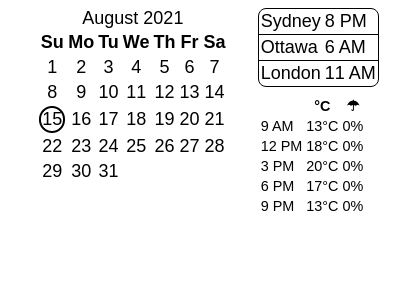 August 2021
Su Mo Tu We Th Fr Sa
1 2 3 4 5 6 7
8 9 10 11 12 13 14
15 16 17 18 19 20 21
22 23 24 25 26 27 28
29 30 31
Sydney 8 PM
Ottawa 6 AM
London 11 AM
°C ☂
9 AM 13°C 0%
12 PM 18°C 0%
3 PM 20°C 0%
6 PM 17°C 0%
9 PM 13°C 0%